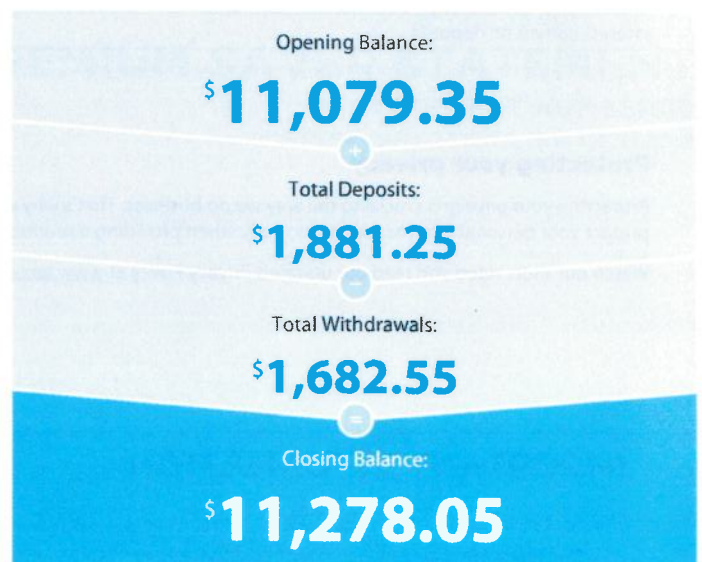 Opening Balance:
$11,079.35
+
Total Deposits:
$1,881.25
−
Total Withdrawals:
$1,682.55
=
Closing Balance:
$11,278.05